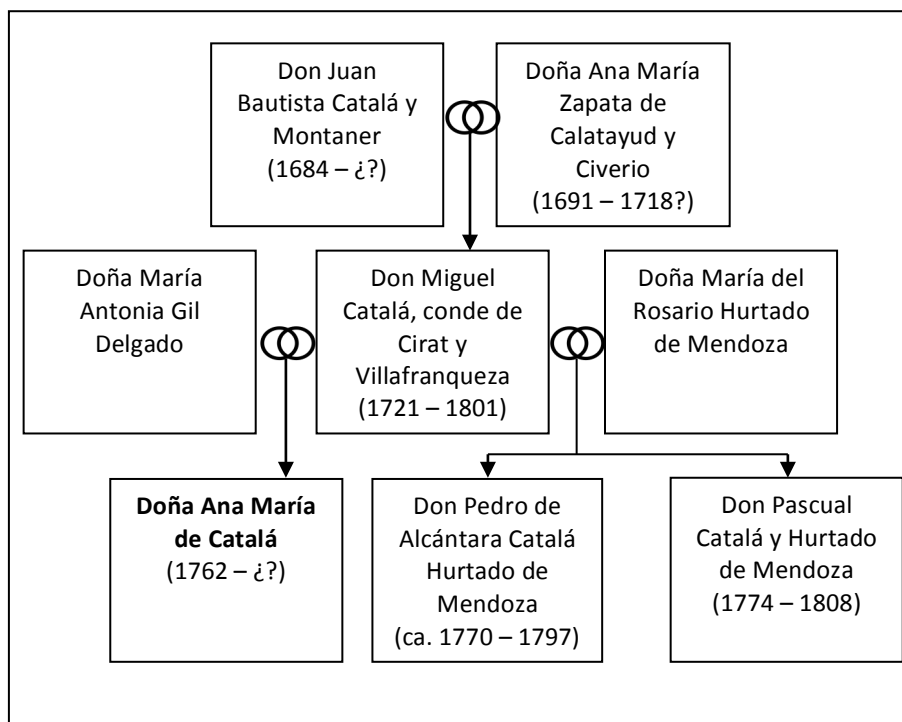 Don Juan
Bautista Catalá y
Montaner
(1684 – ¿?)
Doña Ana María
Zapata de
Calatayud y
Civerio
(1691 – 1718?)
Doña María
Antonia Gil
Delgado
Don Miguel
Catalá, conde de
Cirat y
Villafranqueza
(1721 – 1801)
Doña María del
Rosario Hurtado
de Mendoza
Doña Ana María
de Catalá
(1762 – ¿?)
Don Pedro de
Alcántara Catalá
Hurtado de
Mendoza
(ca. 1770 – 1797)
Don Pascual
Catalá y Hurtado
de Mendoza
(1774 – 1808)